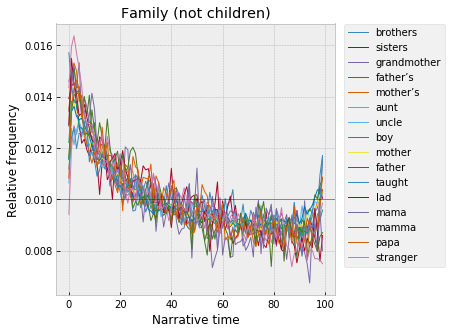 Family (not children)
0.016
0.014
0.012
0.010
0.008
Relative frequency
0
20
40
60
80
100
Narrative time
brothers
sisters
grandmother
father’s
mother’s
aunt
uncle
boy
mother
father
taught
lad
mama
mamma
papa
stranger